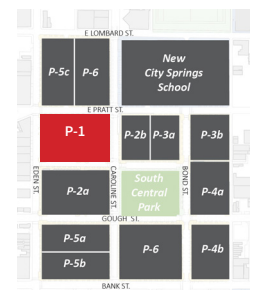 E LOMBARD ST.
P-5c
P-6
New
City Springs
School
E PRATT ST.
P-1
P-2b
P-3a
P-3b
EDEN ST.
CAROLINE ST.
BOND ST.
P-2a
South
Central
Park
P-4a
GOUGH ST.
P-5a
P-5b
P-6
P-4b
BANK ST.